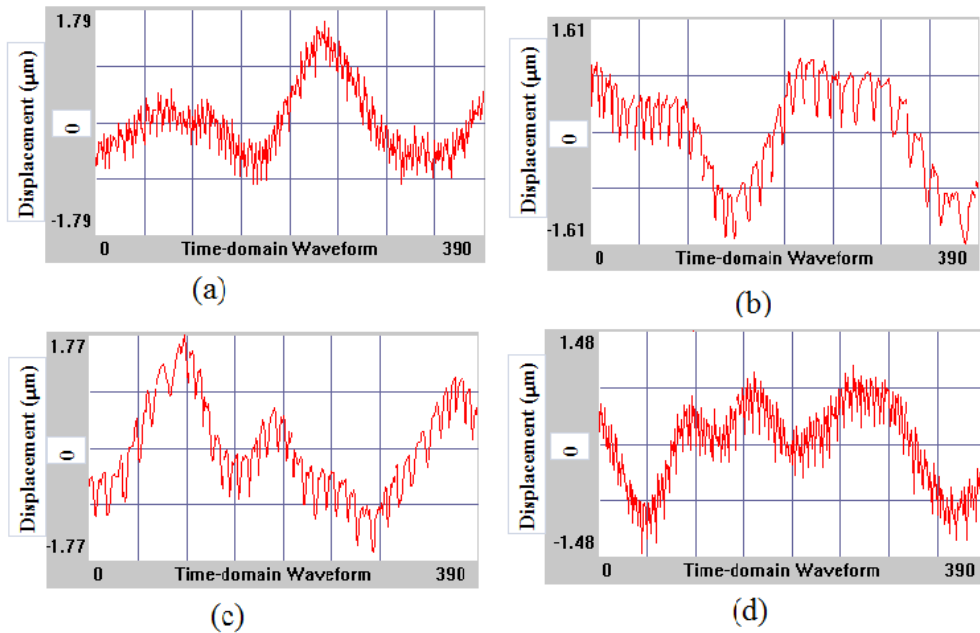 1.79
Displacement (μm)
0
-1.79
0 Time-domain Waveform 390
(a)
1.61
Displacement (μm)
0
-1.61
0 Time-domain Waveform 390
(b)
1.77
Displacement (μm)
0
-1.77
0 Time-domain Waveform 390
(c)
1.48
Displacement (μm)
0
-1.48
0 Time-domain Waveform 390
(d)